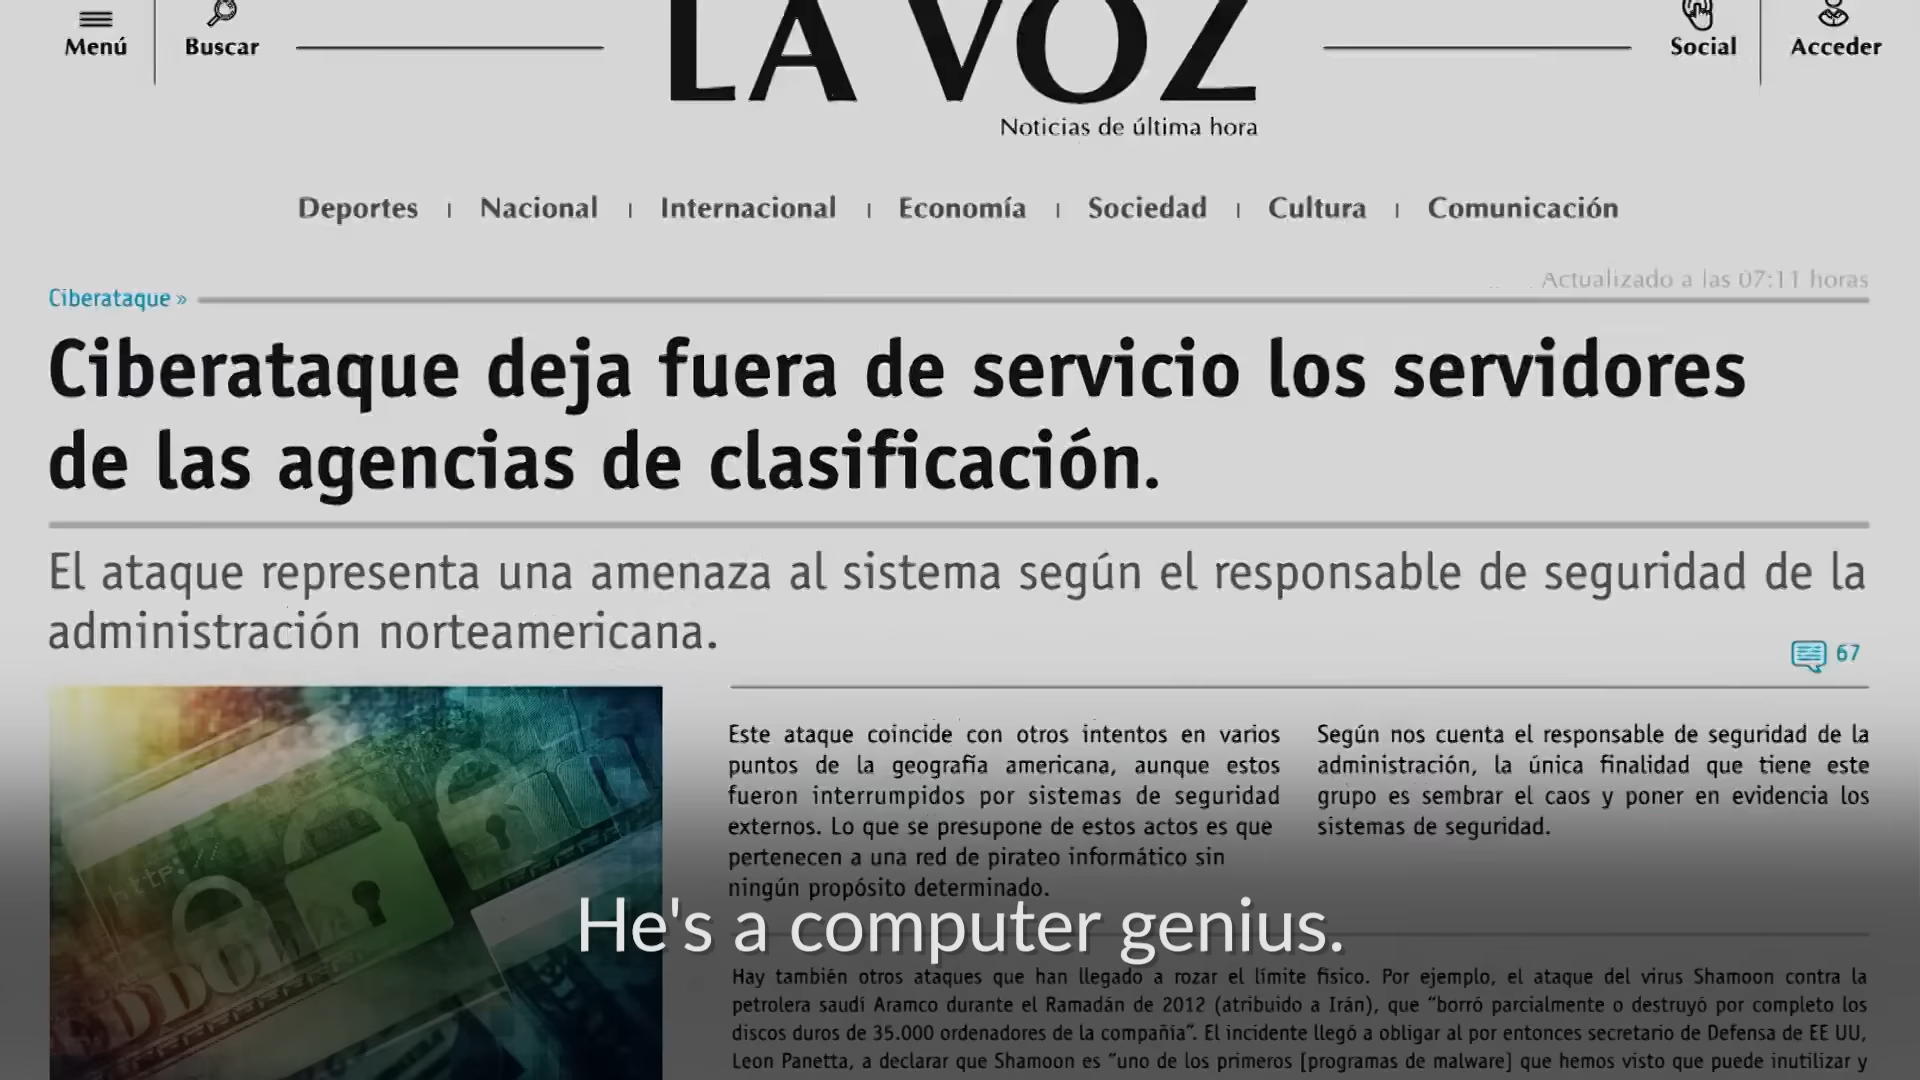 Menú
Buscar
LA VOZ
Social
Acceder
Noticias de última hora
Deportes | Nacional | Internacional | Economía | Sociedad | Cultura | Comunicación
Actualizado a las 07:11 horas
Ciberataque »
Ciberataque deja fuera de servicio los servidores
de las agencias de clasificación.
El ataque representa una amenaza al sistema según el responsable de seguridad de la
administración norteamericana.
67
http://
Este ataque coincide con otros intentos en varios
puntos de la geografía americana, aunque estos
fueron interrumpidos por sistemas de seguridad
externos. Lo que se presupone de estos actos es que
pertenecen a una red de pirateo informático sin
ningún propósito determinado.
Según nos cuenta el responsable de seguridad de la
administración, la única finalidad que tiene este
grupo es sembrar el caos y poner en evidencia los
sistemas de seguridad.
He's a computer genius.
Hay también otros ataques que han llegado a rozar el límite físico. Por ejemplo, el ataque del virus Shamoon contra la
petrolera saudí Aramco durante el Ramadán de 2012 (atribuido a Irán), que “borró parcialmente o destruyó por completo los
discos duros de 35.000 ordenadores de la compañía”. El incidente llegó a obligar al por entonces secretario de Defensa de EE UU,
Leon Panetta, a declarar que Shamoon es “uno de los primeros [programas de malware] que hemos visto que puede inutilizar y